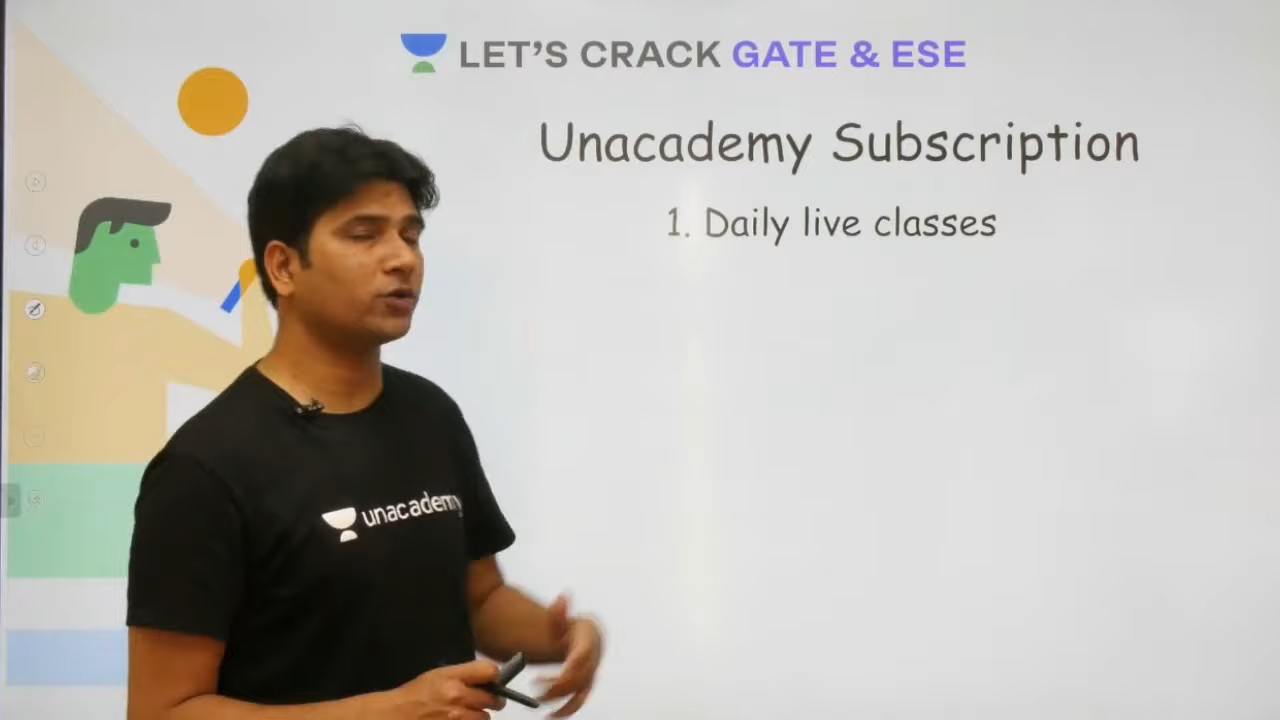 LET'S CRACK GATE & ESE
Unacademy Subscription
1. Daily live classes
unacademy